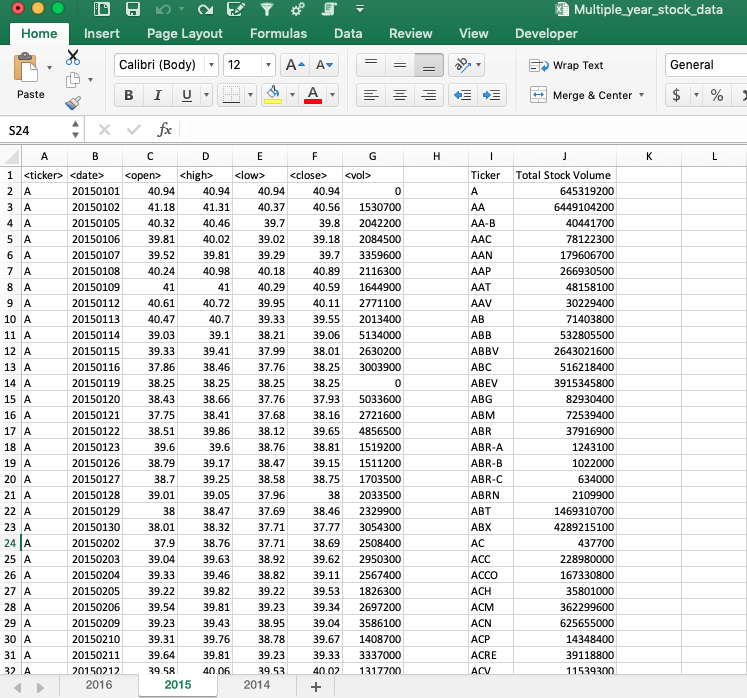 Multiple_year_stock_data
Home Insert Page Layout Formulas Data Review View Developer
Calibri (Body) 12 A A Wrap Text General
Paste B I U A Merge & Center $ %
S24 fx
A B C D E F G H I J K L
1 <ticker> <date> <open> <high> <low> <close> <vol> Ticker Total Stock Volume
2 A 20150101 40.94 40.94 40.94 40.94 0 A 645319200
3 A 20150102 41.18 41.31 40.37 40.56 1530700 AA 6449104200
4 A 20150105 40.32 40.46 39.7 39.8 2042200 AA-B 40441700
5 A 20150106 39.81 40.02 39.02 39.18 2084500 AAC 78122300
6 A 20150107 39.52 39.81 39.29 39.7 3359600 AAN 179606700
7 A 20150108 40.24 40.98 40.18 40.89 2116300 AAP 266930500
8 A 20150109 41 41 40.29 40.59 1644900 AAT 48158100
9 A 20150112 40.61 40.72 39.95 40.11 2771100 AAV 30229400
10 A 20150113 40.47 40.7 39.33 39.55 2013400 AB 71403800
11 A 20150114 39.03 39.1 38.21 39.06 5134000 ABB 532805500
12 A 20150115 39.33 39.41 37.99 38.01 2630200 ABBV 2643021600
13 A 20150116 37.86 38.46 37.76 38.25 3003900 ABC 516218400
14 A 20150119 38.25 38.25 38.25 38.25 0 ABEV 3915345800
15 A 20150120 38.43 38.66 37.76 37.93 5033600 ABG 82930400
16 A 20150121 37.75 38.41 37.68 38.16 2721600 ABM 72539400
17 A 20150122 38.51 39.86 38.12 39.65 4856500 ABR 37916900
18 A 20150123 39.6 39.6 38.76 38.81 1519200 ABR-A 1243100
19 A 20150126 38.79 39.17 38.47 39.15 1511200 ABR-B 1022000
20 A 20150127 38.7 39.25 38.58 38.75 1703500 ABR-C 634000
21 A 20150128 39.01 39.05 37.96 38 2033500 ABRN 2109900
22 A 20150129 38 38.47 37.69 38.46 2329900 ABT 1469310700
23 A 20150130 38.01 38.32 37.71 37.77 3054300 ABX 4289215100
24 A 20150202 37.9 38.76 37.71 38.69 2508400 AC 437700
25 A 20150203 39.04 39.63 38.92 39.62 2950300 ACC 228980000
26 A 20150204 39.33 39.46 38.82 39.11 2567400 ACCO 167330800
27 A 20150205 39.22 39.82 39.22 39.53 1826300 ACH 35801000
28 A 20150206 39.54 39.81 39.23 39.34 2697200 ACM 362299600
29 A 20150209 39.23 39.43 38.95 39.04 3586100 ACN 625655000
30 A 20150210 39.31 39.76 38.78 39.67 1408700 ACP 14348400
31 A 20150211 39.64 39.81 39.23 39.33 3337000 ACRE 39118800
32 A 20150212 39.58 40.06 39.53 40.02 1317700 ACV 11539300
2016 2015 2014 +